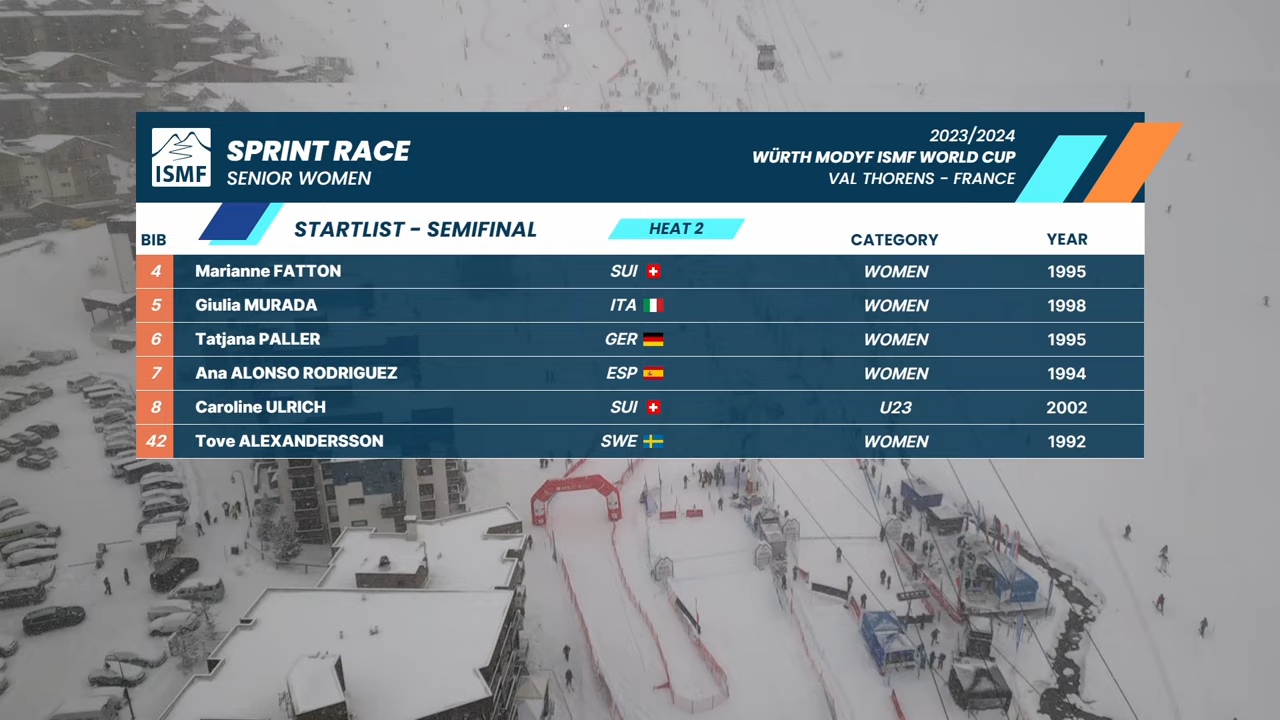 ISMF
SPRINT RACE
SENIOR WOMEN
2023/2024
WÜRTH MODYF ISMF WORLD CUP
VAL THORENS - FRANCE
BIB STARTLIST - SEMIFINAL HEAT 2 CATEGORY YEAR
4 Marianne FATTON SUI WOMEN 1995
5 Giulia MURADA ITA WOMEN 1998
6 Tatjana PALLER GER WOMEN 1995
7 Ana ALONSO RODRIGUEZ ESP WOMEN 1994
8 Caroline ULRICH SUI U23 2002
42 Tove ALEXANDERSSON SWE WOMEN 1992